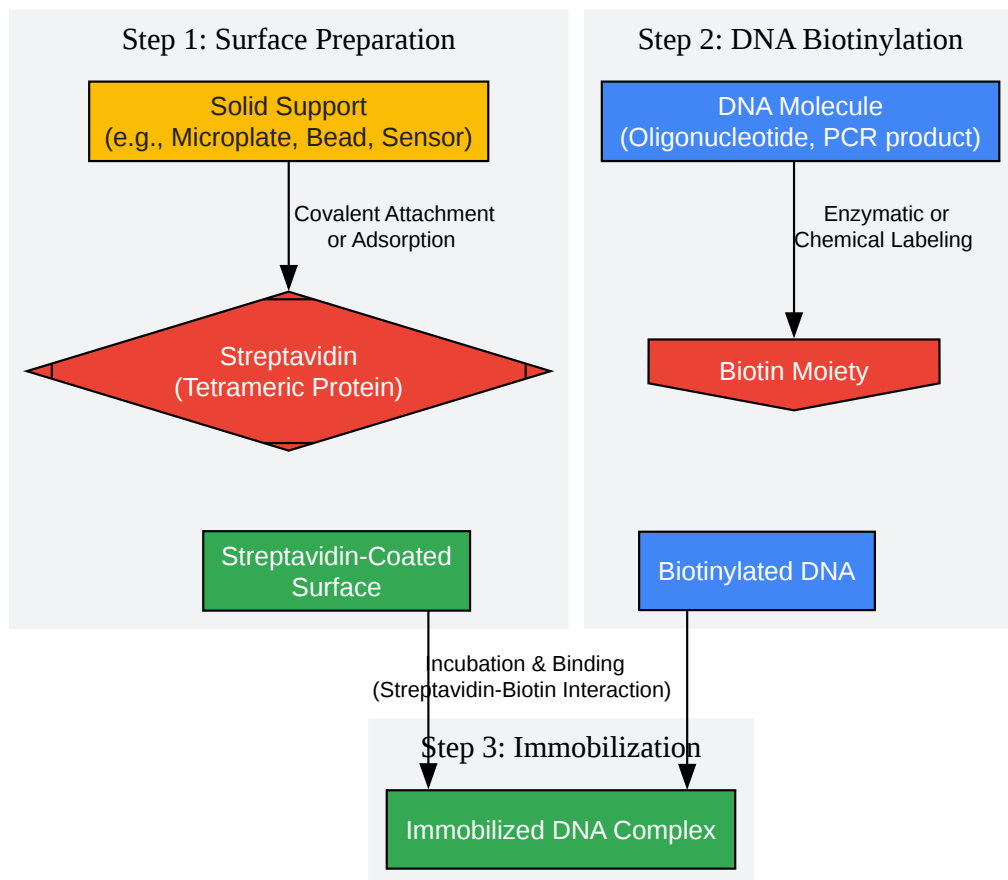 Step 1: Surface Preparation
Solid Support
(e.g., Microplate, Bead, Sensor)
Covalent Attachment
or Adsorption
Streptavidin
(Tetrameric Protein)
Streptavidin-Coated
Surface
Step 2: DNA Biotinylation
DNA Molecule
(Oligonucleotide, PCR product)
Enzymatic or
Chemical Labeling
Biotin Moiety
Biotinylated DNA
Incubation & Binding
(Streptavidin-Biotin Interaction)
Step 3: Immobilization
Immobilized DNA Complex